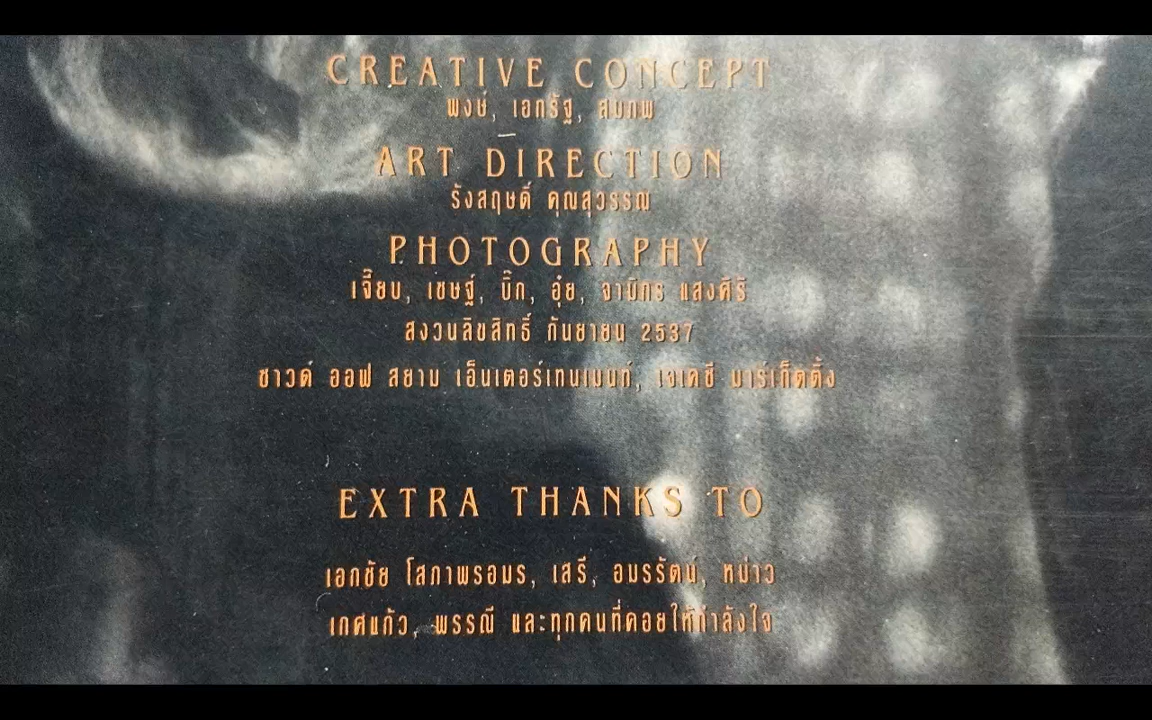 CREATIVE CONCEPT
พงษ์, เอกรัฐ, สมภพ
ART DIRECTION
รังสฤษดิ์ คุณสุวรรณ
PHOTOGRAPHY
เจี๊ยบ, เชษฐ์, บิ๊ก, อุ๋ย, จามิกร แสงศิริ
สงวนลิขสิทธิ์ กันยายน 2537
ซาวด์ ออฟ สยาม เอ็นเตอร์เทนเมนท์, เจเคซี มาร์เก็ตติ้ง
EXTRA THANKS TO
เอกชัย โสภาพรอมร, เสรี, อมรรัตน์, หม่าว
เกศแก้ว, พรรณี และทุกคนที่คอยให้กำลังใจ